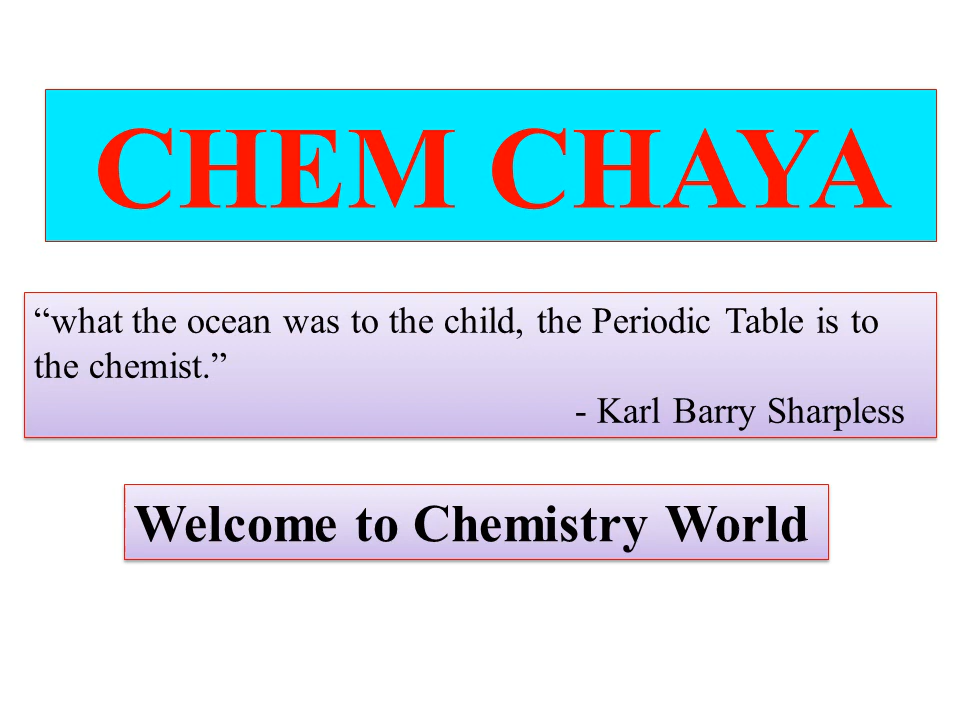 CHEM CHAYA
“what the ocean was to the child, the Periodic Table is to
the chemist.”
- Karl Barry Sharpless
Welcome to Chemistry World